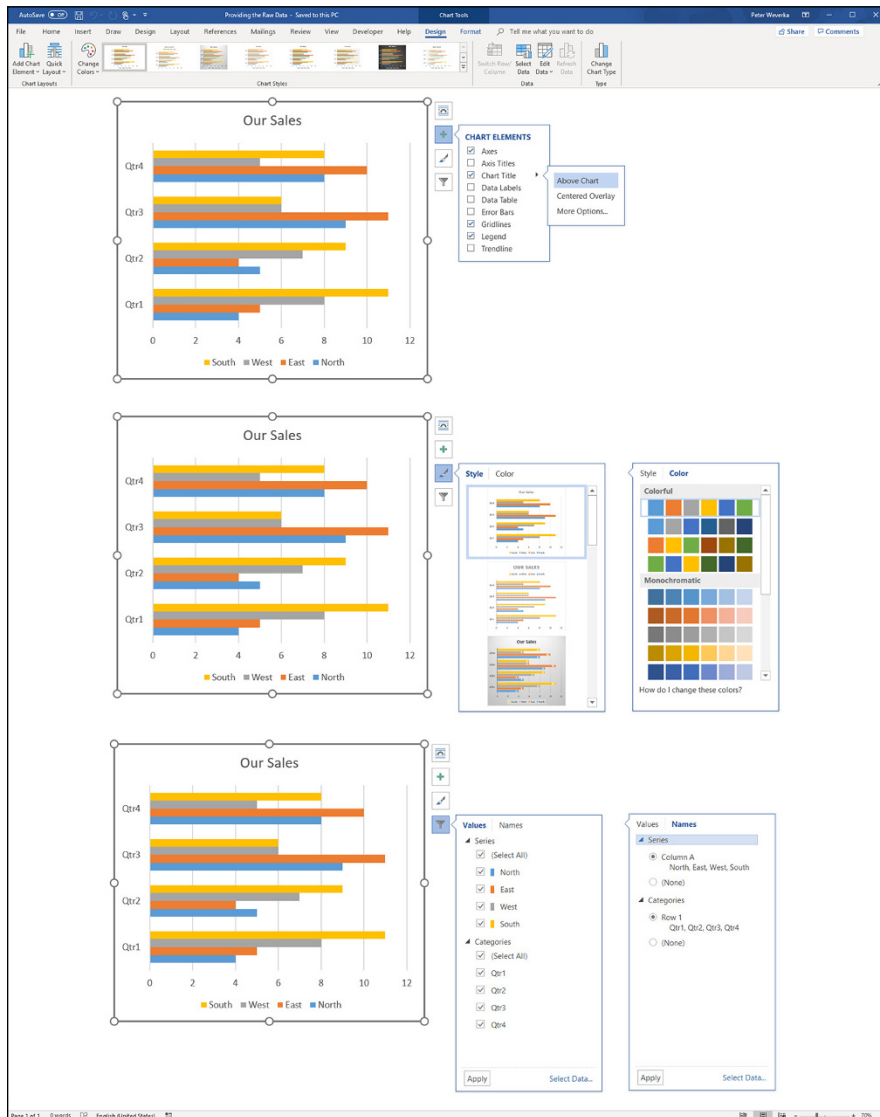 AutoSave Off Providing the Raw Data - Saved to this PC Chart Tools Peter Weverka
File Home Insert Draw Design Layout References Mailings Review View Developer Help Design Format Tell me what you want to do Share Comments
Add Chart Element Quick Layout Change Colors Switch Row/ Column Select Data Edit Data Refresh Data Change Chart Type
Chart Layouts Chart Styles Data Type
Our Sales
Qtr4
Qtr3
Qtr2
Qtr1
0 2 4 6 8 10 12
South West East North
CHART ELEMENTS
Axes
Axis Titles
Chart Title
Data Labels
Data Table
Error Bars
Gridlines
Legend
Trendline
Above Chart
Centered Overlay
More Options...
Our Sales
Qtr4
Qtr3
Qtr2
Qtr1
0 2 4 6 8 10 12
South West East North
Style Color
Our Sales
OUR SALES
Our Sales
Style Color
Colorful
Monochromatic
How do I change these colors?
Our Sales
Qtr4
Qtr3
Qtr2
Qtr1
0 2 4 6 8 10 12
South West East North
Values Names
Series
(Select All)
North
East
West
South
Categories
(Select All)
Qtr1
Qtr2
Qtr3
Qtr4
Apply Select Data...
Values Names
Series
Column A
North, East, West, South
(None)
Categories
Row 1
Qtr1, Qtr2, Qtr3, Qtr4
(None)
Apply Select Data...
Page 1 of 1 0 words English (United States) 70%